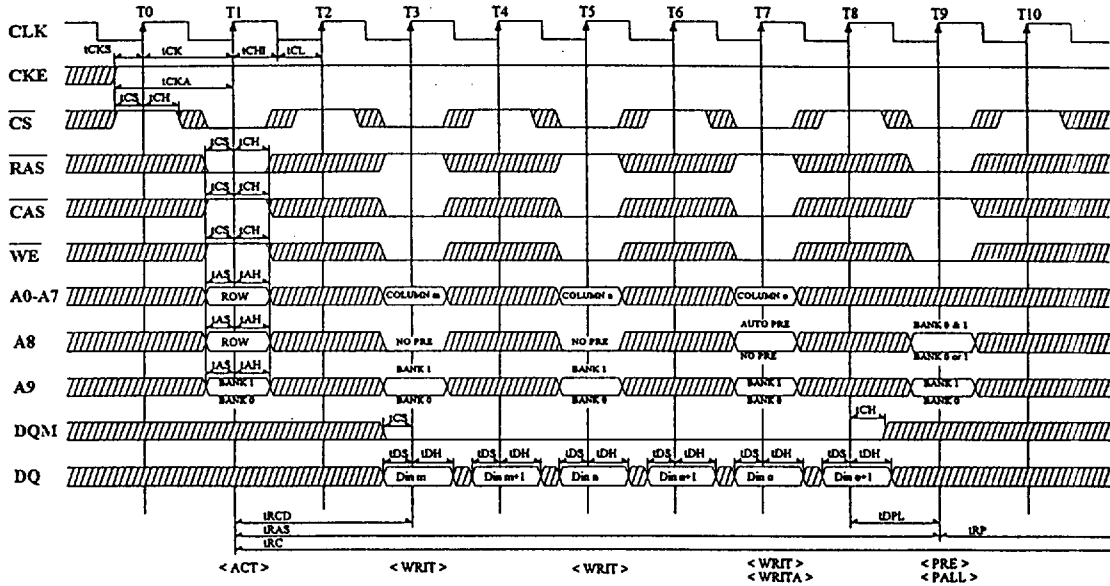 T0 T1 T2 T3 T4 T5 T6 T7 T8 T9 T10
CLK
tCKS tCK tCHI tCL
CKE
tCKA
tCS tCH
CS
tCS tCH
RAS
tCS tCH
CAS
tCS tCH
WE
tAS tAH
A0-A7 ROW COLUMN m COLUMN n COLUMN o
tAS tAH AUTO PRE BANK 0 & 1
A8 ROW NO PRE NO PRE
NO PRE BANK 0 or 1
tAS tAH BANK 1 BANK 1
A9 BANK 1 BANK 1 BANK 1
BANK 0 BANK 0 BANK 0 BANK 0 BANK 0
tCS tCH
DQM
tDS tDH tDS tDH tDS tDH tDS tDH tDS tDH tDS tDH
DQ Din m Din m+1 Din n Din n+1 Din o Din o+1
tRCD tDPL
tRAS tRP
tRC
< ACT > < WRIT > < WRIT > < WRIT > < PRE >
< WRITA > < PALL >